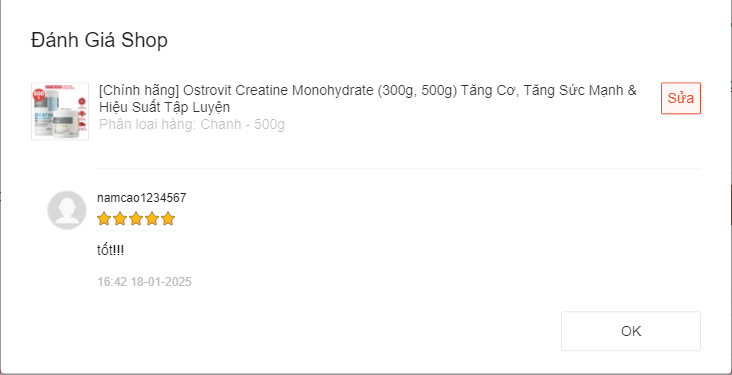 Đánh Giá Shop
[Chính hãng] Ostrovit Creatine Monohydrate (300g, 500g) Tăng Cơ, Tăng Sức Mạnh &
Hiệu Suất Tập Luyện
Phân loại hàng: Chanh - 500g
Sửa
namcao1234567
tốt!!!
16:42 18-01-2025
OK